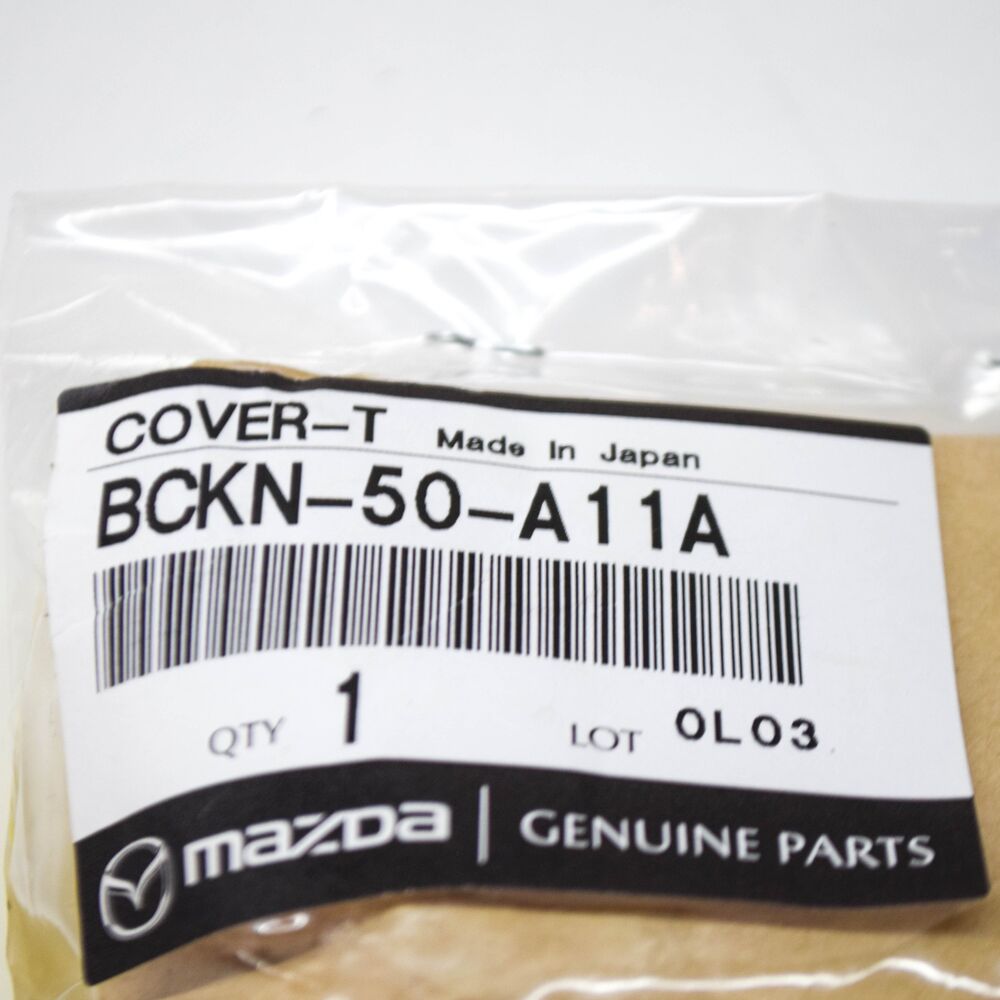 COVER-T Made In Japan
BCKN-50-A11A
QTY 1 LOT 0L03
mazda | GENUINE PARTS